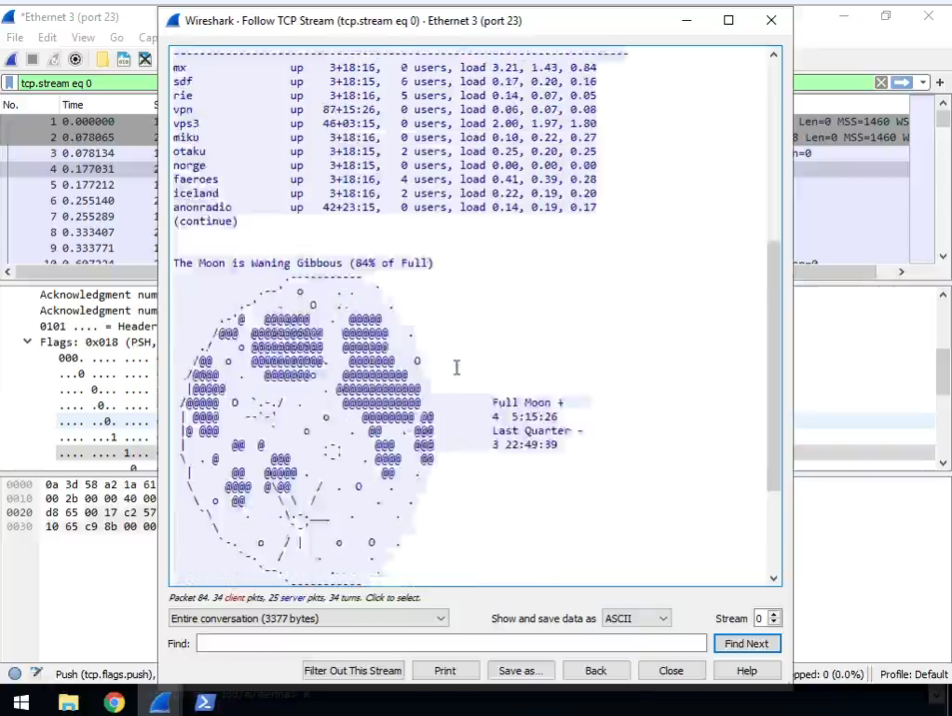 *Ethernet 3 (port 23)
Wireshark - Follow TCP Stream (tcp.stream eq 0) - Ethernet 3 (port 23)
File Edit View Go Cap
tcp.stream eq 0
No. Time
1 0.000000
2 0.078065
3 0.078134
4 0.177031
5 0.177212
6 0.255140
7 0.255289
8 0.333407
9 0.333771
Len=0 MSS=1460 WS
Len=0 MSS=1460
n=0
mx up 3+18:16, 0 users, load 3.21, 1.43, 0.84
sdf up 3+18:16, 6 users, load 0.17, 0.20, 0.16
rie up 3+18:16, 5 users, load 0.14, 0.07, 0.05
vpn up 87+15:26, 0 users, load 0.06, 0.07, 0.08
vps3 up 46+03:15, 0 users, load 2.00, 1.97, 1.80
miku up 3+18:16, 0 users, load 0.10, 0.22, 0.27
otaku up 3+18:15, 2 users, load 0.25, 0.20, 0.25
norge up 3+18:15, 0 users, load 0.00, 0.00, 0.00
faeroes up 3+18:16, 4 users, load 0.41, 0.39, 0.28
iceland up 3+18:16, 2 users, load 0.22, 0.19, 0.20
anonradio up 42+23:15, 0 users, load 0.14, 0.19, 0.17
(continue)
The Moon is Waning Gibbous (84% of Full)
Full Moon +
4 5:15:26
Last Quarter -
3 22:49:39
Acknowledgment num
Acknowledgment num
0101 .... = Header
Flags: 0x018 (PSH,
000. .... ....
...0 .... ....
.... 0... ....
.... .0.. ....
.... ..0. ....
.... ...1 ....
.... .... 1...
0000 0a 3d 58 a2 1a 61
0010 00 2b 00 00 40 00
0020 d8 65 00 17 c2 57
0030 10 65 c9 8b 00 00
Packet 84. 34 client pkts, 25 server pkts, 34 turns. Click to select.
Entire conversation (3377 bytes)
Show and save data as ASCII
Stream 0
Find:
Find Next
Filter Out This Stream
Print
Save as...
Back
Close
Help
Push (tcp.flags.push),
pped: 0 (0.0%)
Profile: Default